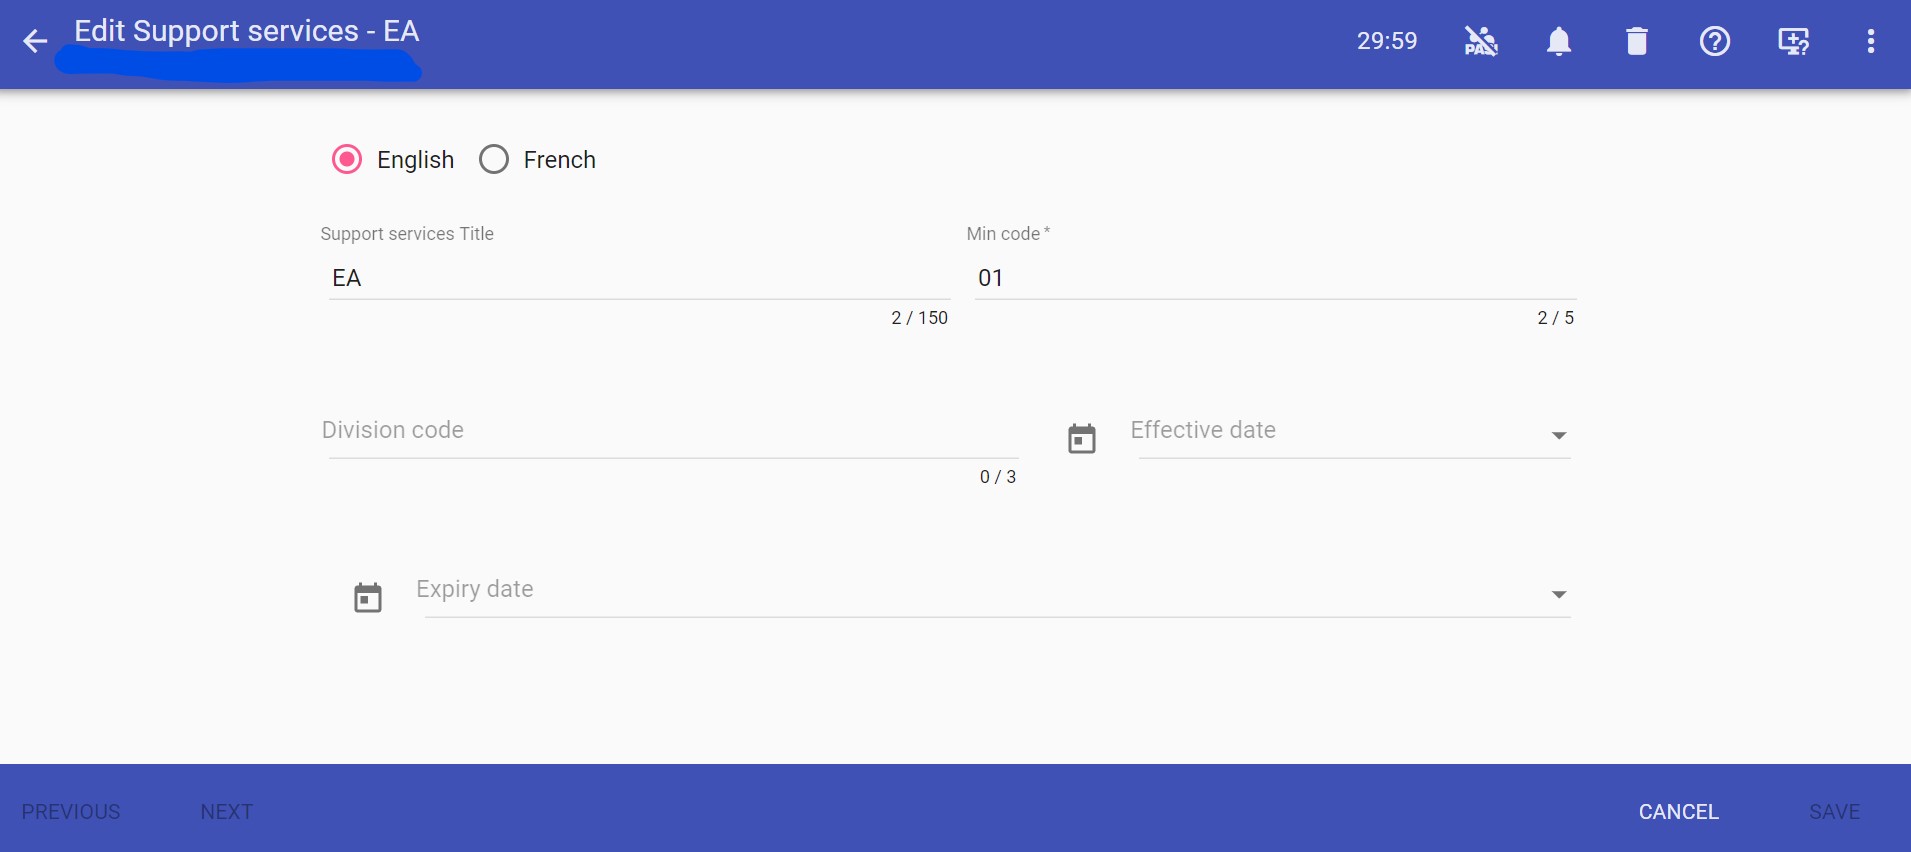 Edit Support services - EA
29:59
English French
Support services Title
Min code *
EA
01
2 / 150
2 / 5
Division code
Effective date
0 / 3
Expiry date
PREVIOUS NEXT CANCEL SAVE